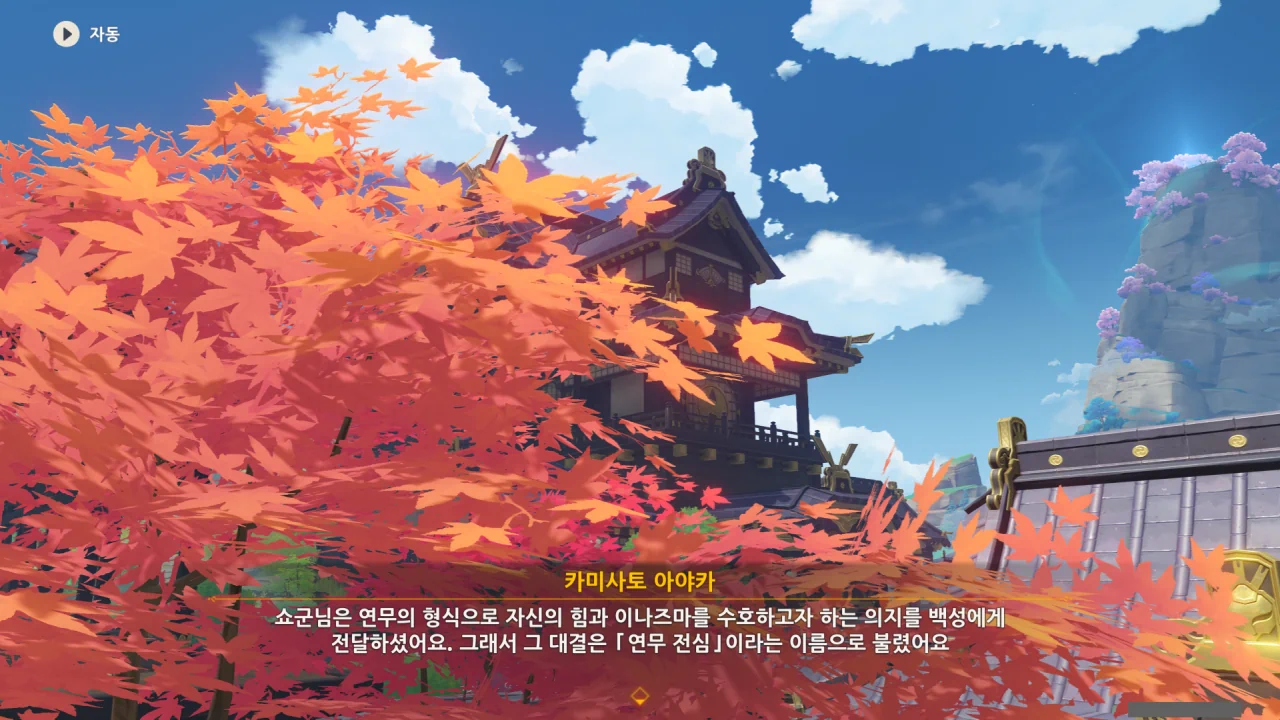 자동
카미사토 아야카
쇼군님은 연무의 형식으로 자신의 힘과 이나즈마를 수호하고자 하는 의지를 백성에게
전달하셨어요. 그래서 그 대결은 「연무 전심」이라는 이름으로 불렸어요